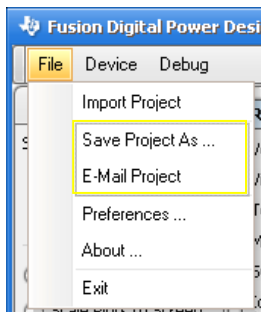 Fusion Digital Power Desi
File Device Debug
Import Project
Save Project As ...
E-Mail Project
Preferences ...
About ...
Exit